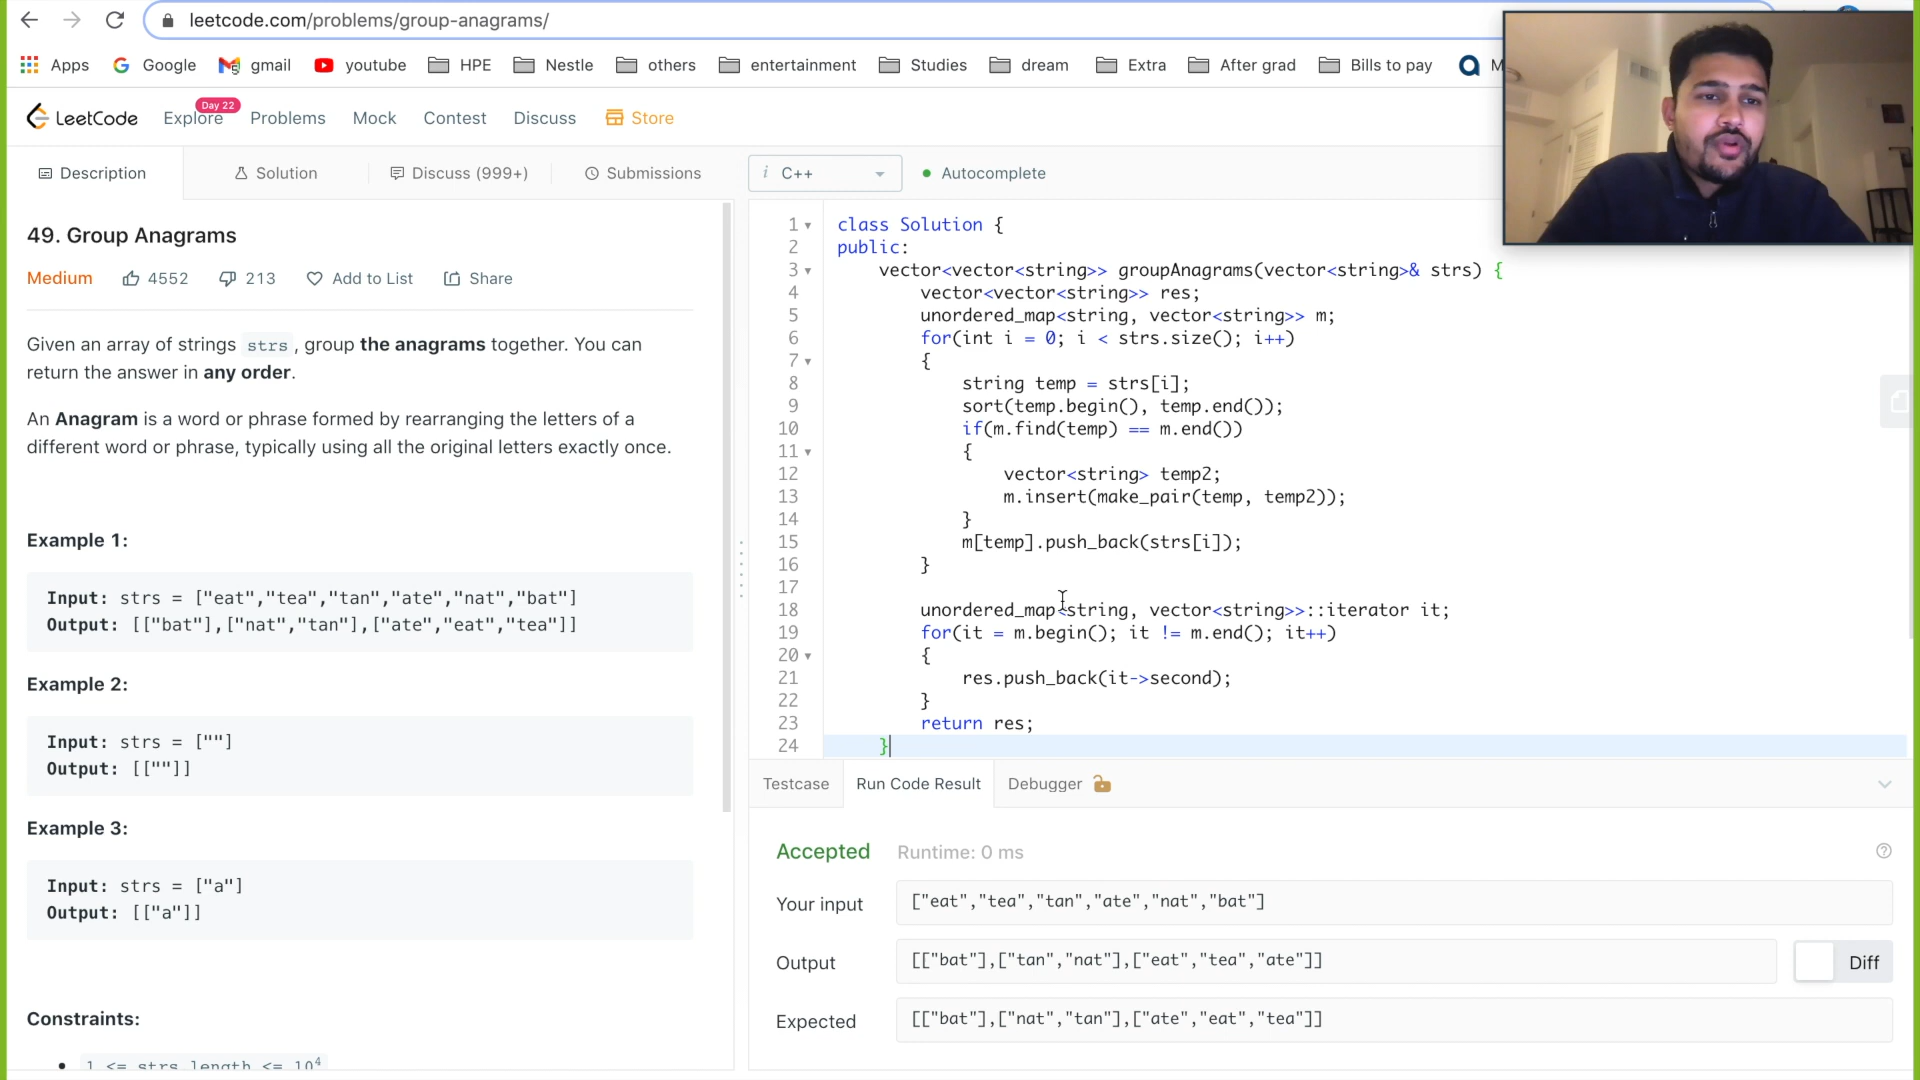 leetcode.com/problems/group-anagrams/
Apps Google gmail youtube HPE Nestle others entertainment Studies dream Extra After grad Bills to pay M
LeetCode Explore Day 22 Problems Mock Contest Discuss Store
Description Solution Discuss (999+) Submissions
i C++ Autocomplete
49. Group Anagrams
Medium 4552 213 Add to List Share
Given an array of strings strs, group the anagrams together. You can
return the answer in any order.
An Anagram is a word or phrase formed by rearranging the letters of a
different word or phrase, typically using all the original letters exactly once.
Example 1:
Input: strs = ["eat","tea","tan","ate","nat","bat"]
Output: [["bat"],["nat","tan"],["ate","eat","tea"]]
Example 2:
Input: strs = [""]
Output: [[""]]
Example 3:
Input: strs = ["a"]
Output: [["a"]]
Constraints:
1 <= strs.length <= 10^4
1 class Solution {
2 public:
3 vector<vector<string>> groupAnagrams(vector<string>& strs) {
4 vector<vector<string>> res;
5 unordered_map<string, vector<string>> m;
6 for(int i = 0; i < strs.size(); i++)
7 {
8 string temp = strs[i];
9 sort(temp.begin(), temp.end());
10 if(m.find(temp) == m.end())
11 {
12 vector<string> temp2;
13 m.insert(make_pair(temp, temp2));
14 }
15 m[temp].push_back(strs[i]);
16 }
17
18 unordered_map<string, vector<string>>::iterator it;
19 for(it = m.begin(); it != m.end(); it++)
20 {
21 res.push_back(it->second);
22 }
23 return res;
24 }
Testcase Run Code Result Debugger
Accepted Runtime: 0 ms
Your input ["eat","tea","tan","ate","nat","bat"]
Output [["bat"],["tan","nat"],["eat","tea","ate"]] Diff
Expected [["bat"],["nat","tan"],["ate","eat","tea"]]